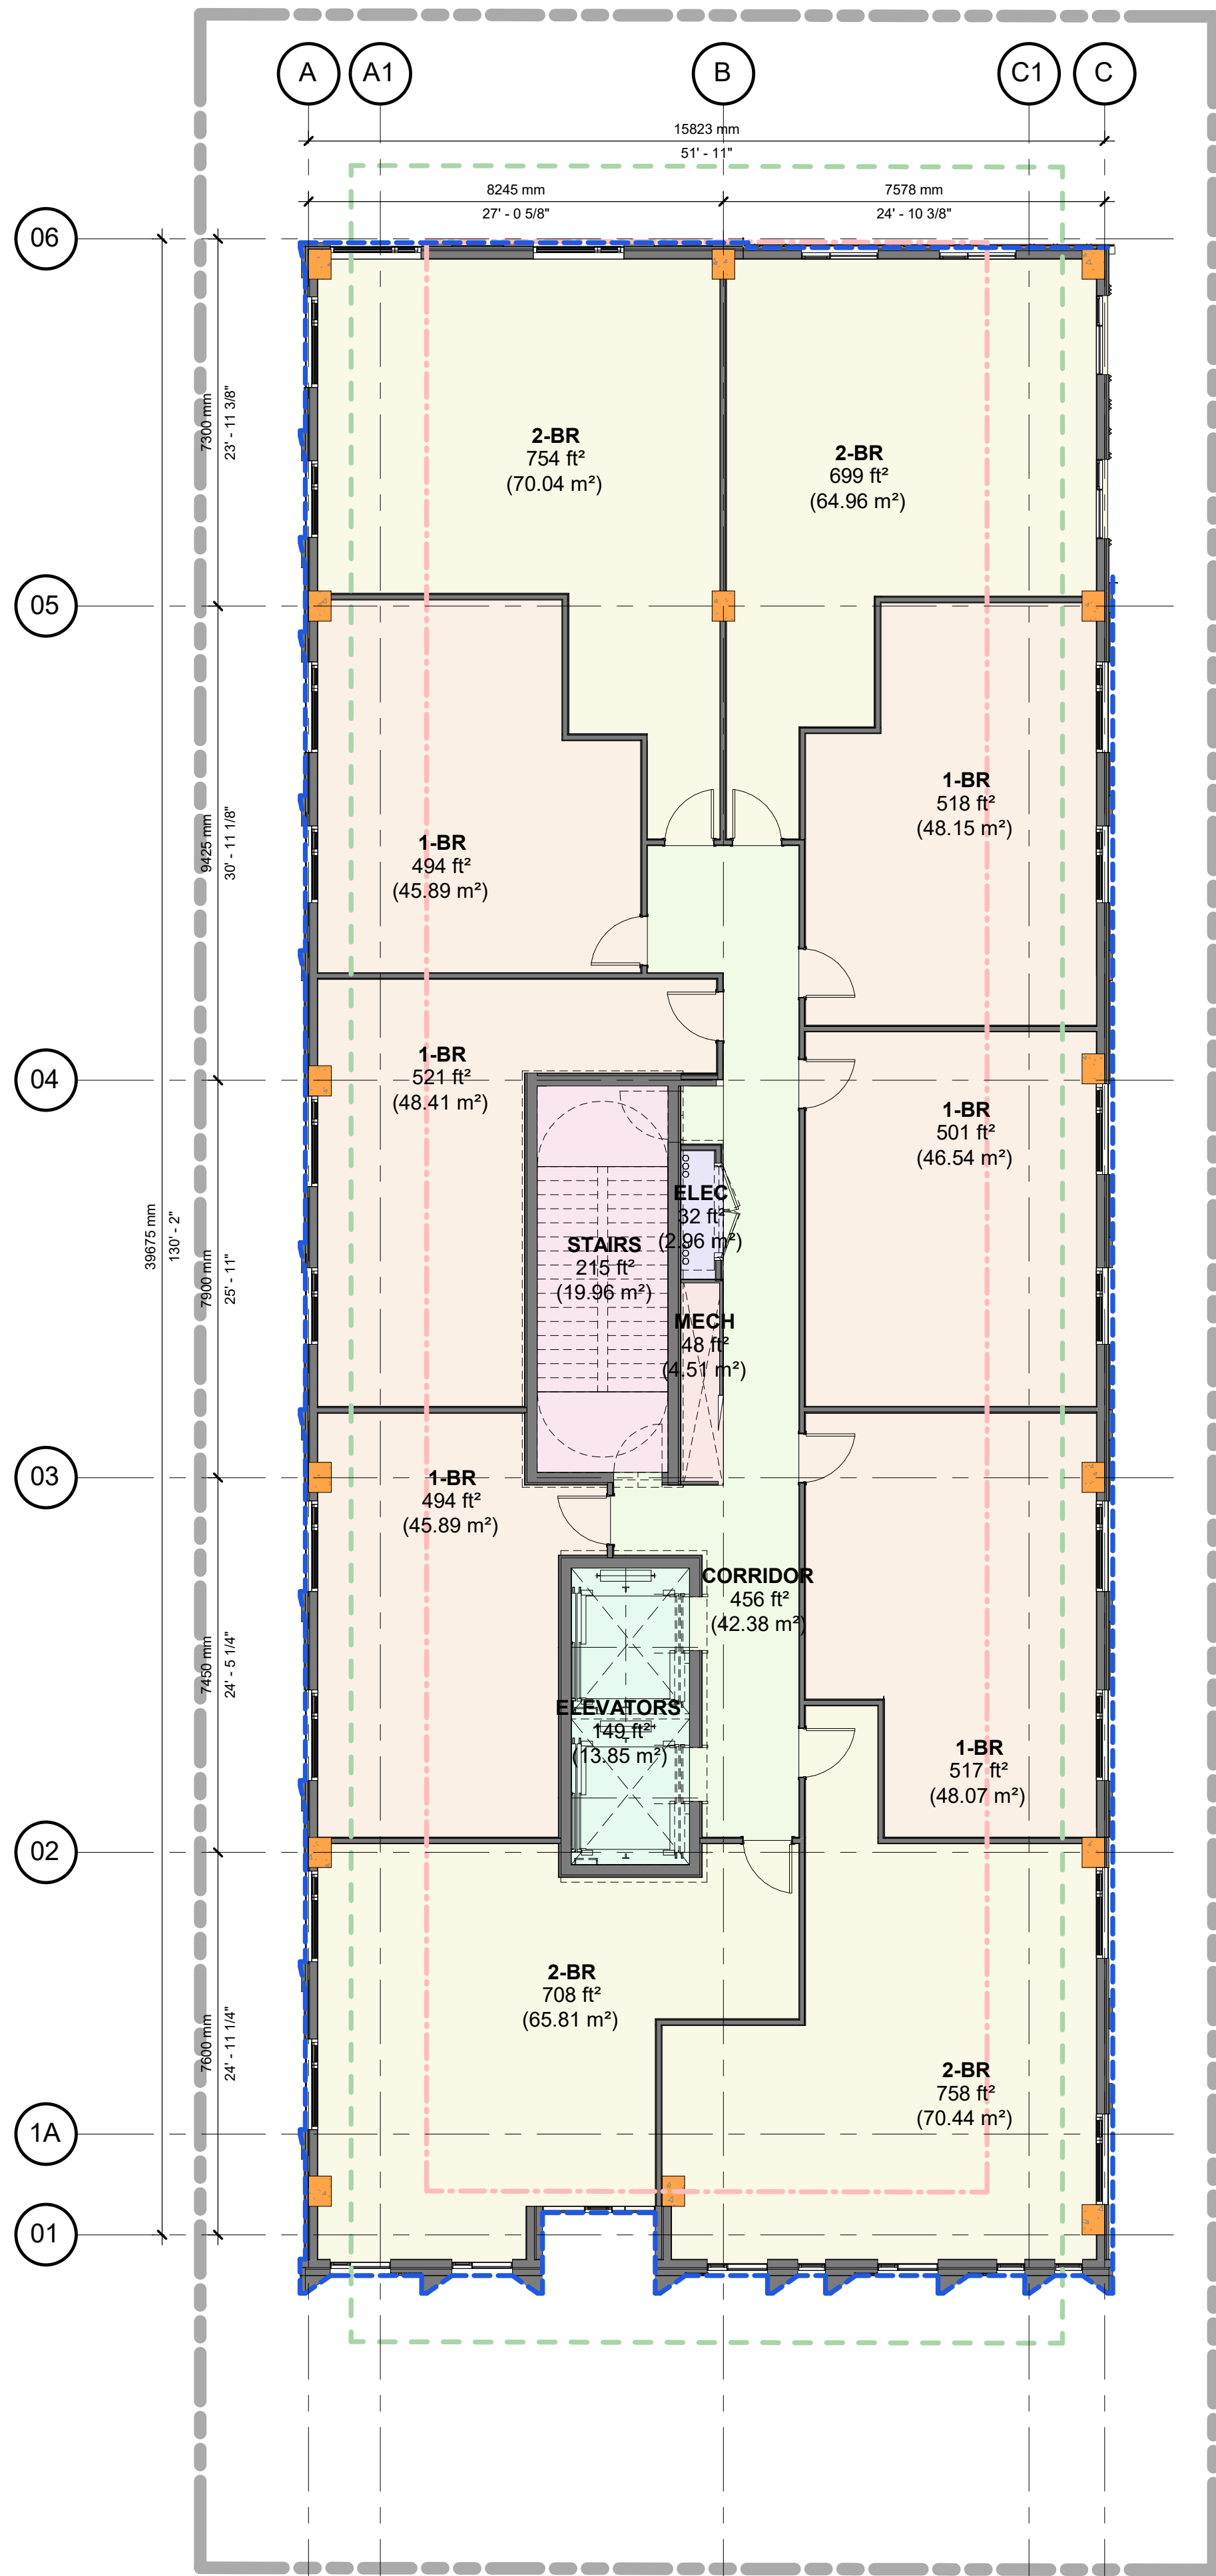 A
A1
B
C1
C
15823 mm
51' - 11"
8245 mm
27' - 0 5/8"
7578 mm
24' - 10 3/8"
06
7300 mm
23' - 11 3/8"
2-BR
754 ft²
(70.04 m²)
2-BR
699 ft²
(64.96 m²)
05
9425 mm
30' - 11 1/8"
1-BR
494 ft²
(45.89 m²)
1-BR
518 ft²
(48.15 m²)
04
1-BR
521 ft²
(48.41 m²)
1-BR
501 ft²
(46.54 m²)
39675 mm
130' - 2"
7900 mm
25' - 11"
STAIRS
215 ft²
(19.96 m²)
ELEC
32 ft²
(2.96 m²)
MECH
48 ft²
(4.51 m²)
03
1-BR
494 ft²
(45.89 m²)
CORRIDOR
456 ft²
(42.38 m²)
7450 mm
24' - 5 1/4"
ELEVATORS
149 ft²
(13.85 m²)
1-BR
517 ft²
(48.07 m²)
02
7600 mm
24' - 11 1/4"
2-BR
708 ft²
(65.81 m²)
2-BR
758 ft²
(70.44 m²)
1A
01